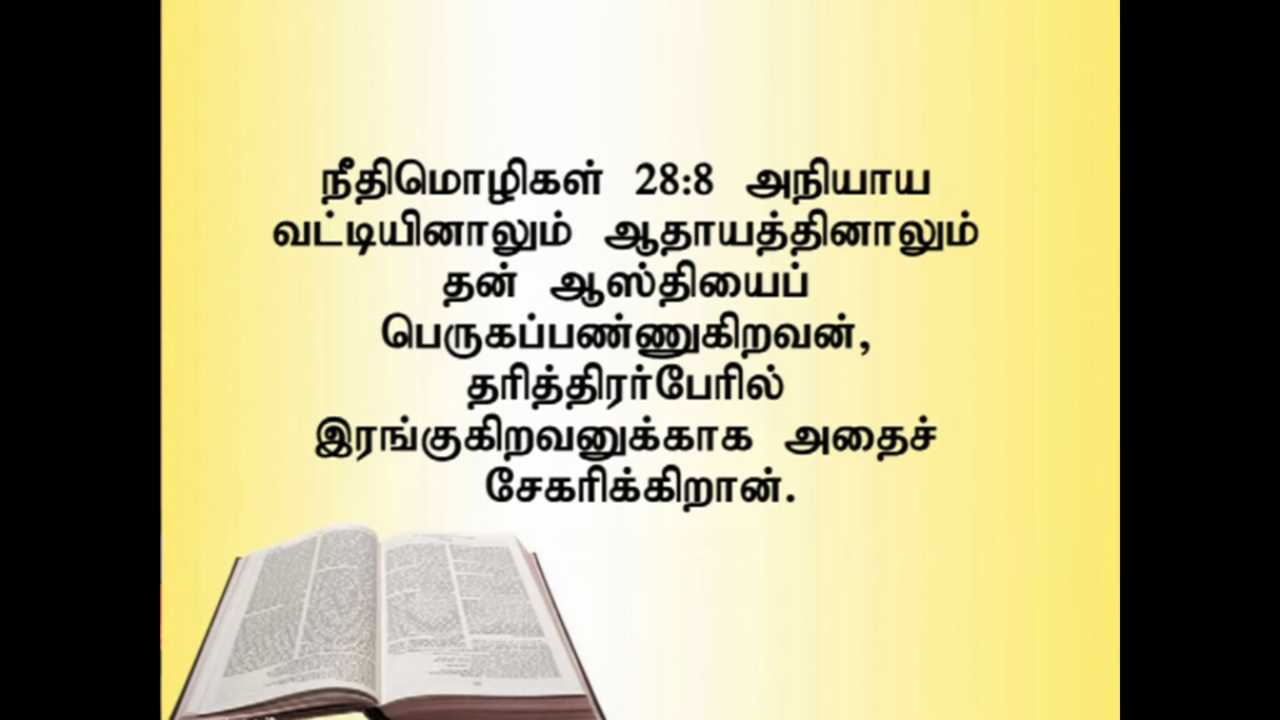 நீதிமொழிகள் 28:8 அநியாய
வட்டியினாலும் ஆதாயத்தினாலும்
தன் ஆஸ்தியைப்
பெருகப்பண்ணுகிறவன்,
தரித்திரர்பேரில்
இரங்குகிறவனுக்காக அதைச்
சேகரிக்கிறான்.